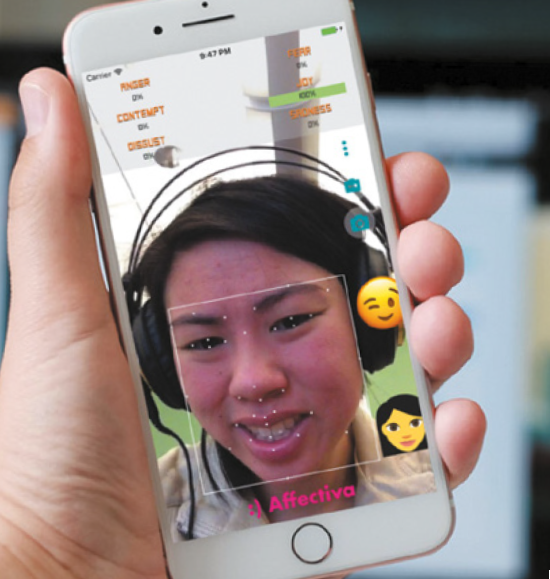 Carrier
9:47 PM
ANGER
0%
CONTEMPT
0%
DISGUST
0%
FEAR
0%
JOY
100%
SADNESS
0%
:) Affectiva